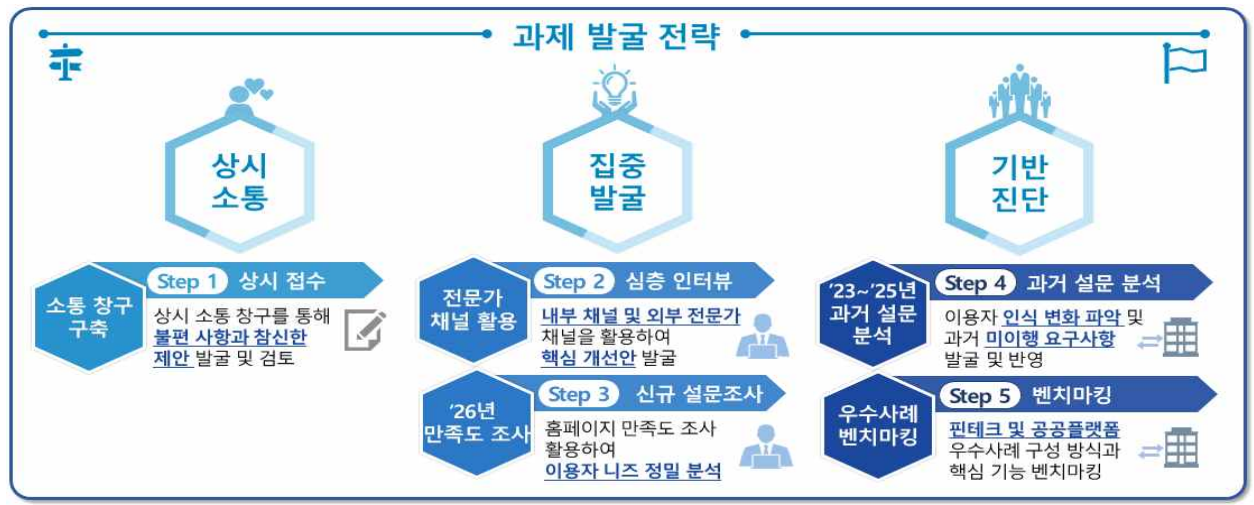 과제 발굴 전략
상시
소통
소통 창구
구축
Step 1 상시 접수
상시 소통 창구를 통해
불편 사항과 참신한
제안 발굴 및 검토
집중
발굴
전문가
채널 활용
Step 2 심층 인터뷰
내부 채널 및 외부 전문가
채널을 활용하여
핵심 개선안 발굴
’26년
만족도 조사
Step 3 신규 설문조사
홈페이지 만족도 조사
활용하여
이용자 니즈 정밀 분석
기반
진단
’23~’25년
과거 설문
분석
Step 4 과거 설문 분석
이용자 인식 변화 파악 및
과거 미이행 요구사항
발굴 및 반영
우수사례
벤치마킹
Step 5 벤치마킹
핀테크 및 공공플랫폼
우수사례 구성 방식과
핵심 기능 벤치마킹